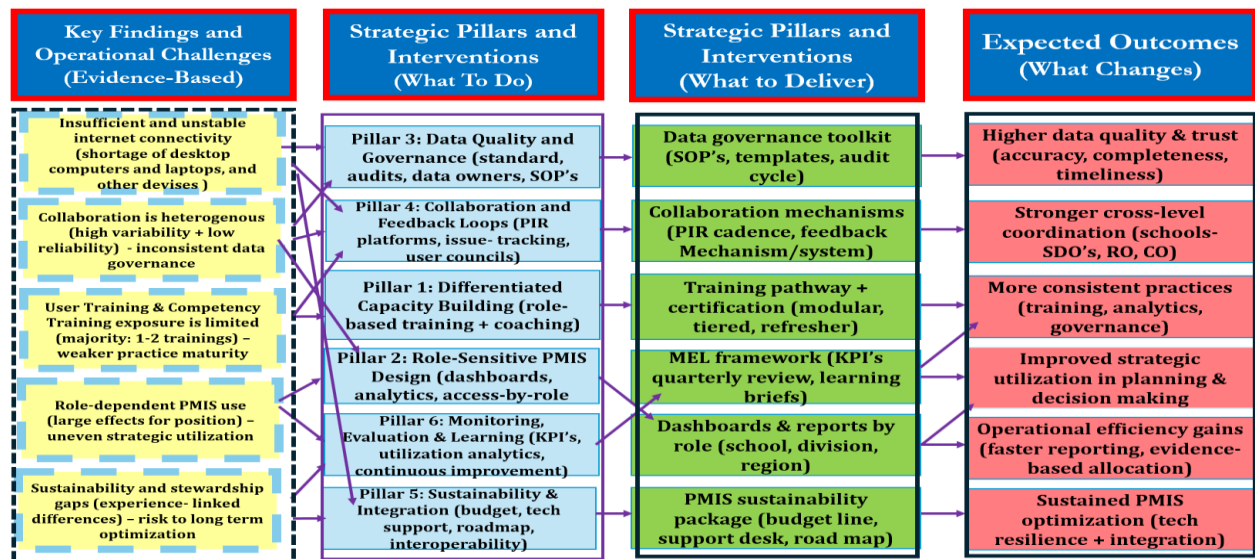 Key Findings and
Operational Challenges
(Evidence-Based)
Insufficient and unstable
internet connectivity
(shortage of desktop
computers and laptops, and
other devises )
Collaboration is heterogenous
(high variability + low
reliability) - inconsistent data
governance
User Training & Competency
Training exposure is limited
(majority: 1-2 trainings) –
weaker practice maturity
Role-dependent PMIS use
(large effects for position) –
uneven strategic utilization
Sustainability and stewardship
gaps (experience- linked
differences) – risk to long term
optimization
Strategic Pillars and
Interventions
(What To Do)
Pillar 3: Data Quality and
Governance (standard,
audits, data owners, SOP's
Pillar 4: Collaboration and
Feedback Loops (PIR
platforms, issue- tracking,
user councils)
Pillar 1: Differentiated
Capacity Building (role-
based training + coaching)
Pillar 2: Role-Sensitive PMIS
Design (dashboards,
analytics, access-by-role
Pillar 6: Monitoring,
Evaluation & Learning (KPI's,
utilization analytics,
continuous improvement)
Pillar 5: Sustainability &
Integration (budget, tech
support, roadmap,
interoperability)
Strategic Pillars and
Interventions
(What to Deliver)
Data governance toolkit
(SOP's, templates, audit
cycle)
Collaboration mechanisms
(PIR cadence, feedback
Mechanism/system)
Training pathway +
certification (modular,
tiered, refresher)
MEL framework (KPI's
quarterly review, learning
briefs)
Dashboards & reports by
role (school, division,
region)
PMIS sustainability
package (budget line,
support desk, road map)
Expected Outcomes
(What Changes)
Higher data quality & trust
(accuracy, completeness,
timeliness)
Stronger cross-level
coordination (schools-
SDO's, RO, CO)
More consistent practices
(training, analytics,
governance)
Improved strategic
utilization in planning &
decision making
Operational efficiency gains
(faster reporting, evidence-
based allocation)
Sustained PMIS
optimization (tech
resilience + integration)